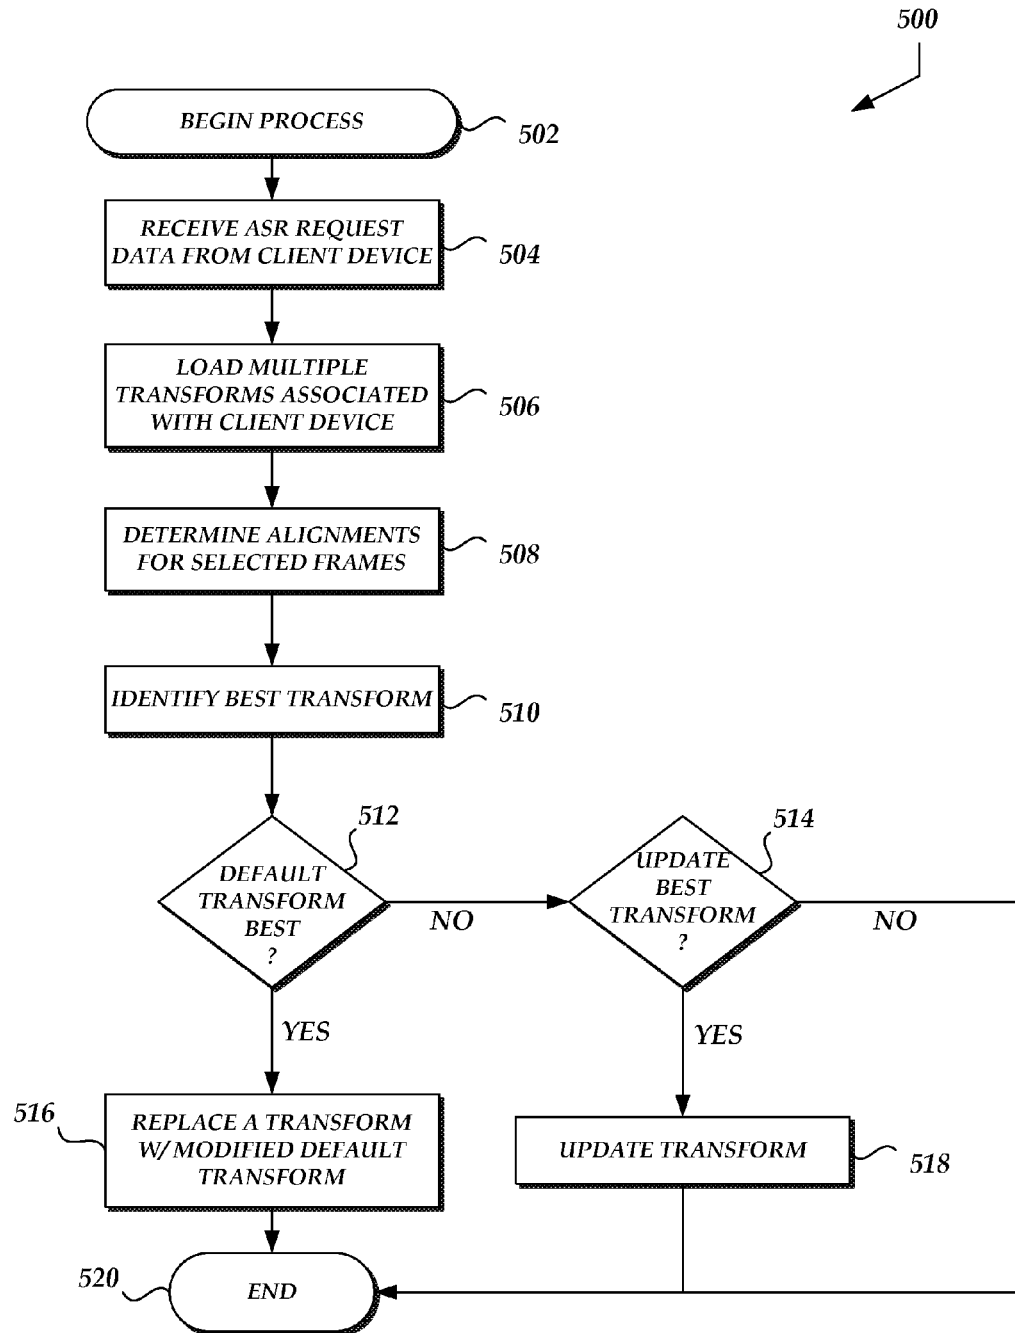 500
BEGIN PROCESS
502
RECEIVE ASR REQUEST
DATA FROM CLIENT DEVICE
504
LOAD MULTIPLE
TRANSFORMS ASSOCIATED
WITH CLIENT DEVICE
506
DETERMINE ALIGNMENTS
FOR SELECTED FRAMES
508
IDENTIFY BEST TRANSFORM
510
512
DEFAULT
TRANSFORM
BEST
?
NO
514
UPDATE
BEST
TRANSFORM
?
NO
YES
YES
516
REPLACE A TRANSFORM
W/ MODIFIED DEFAULT
TRANSFORM
UPDATE TRANSFORM
518
520
END